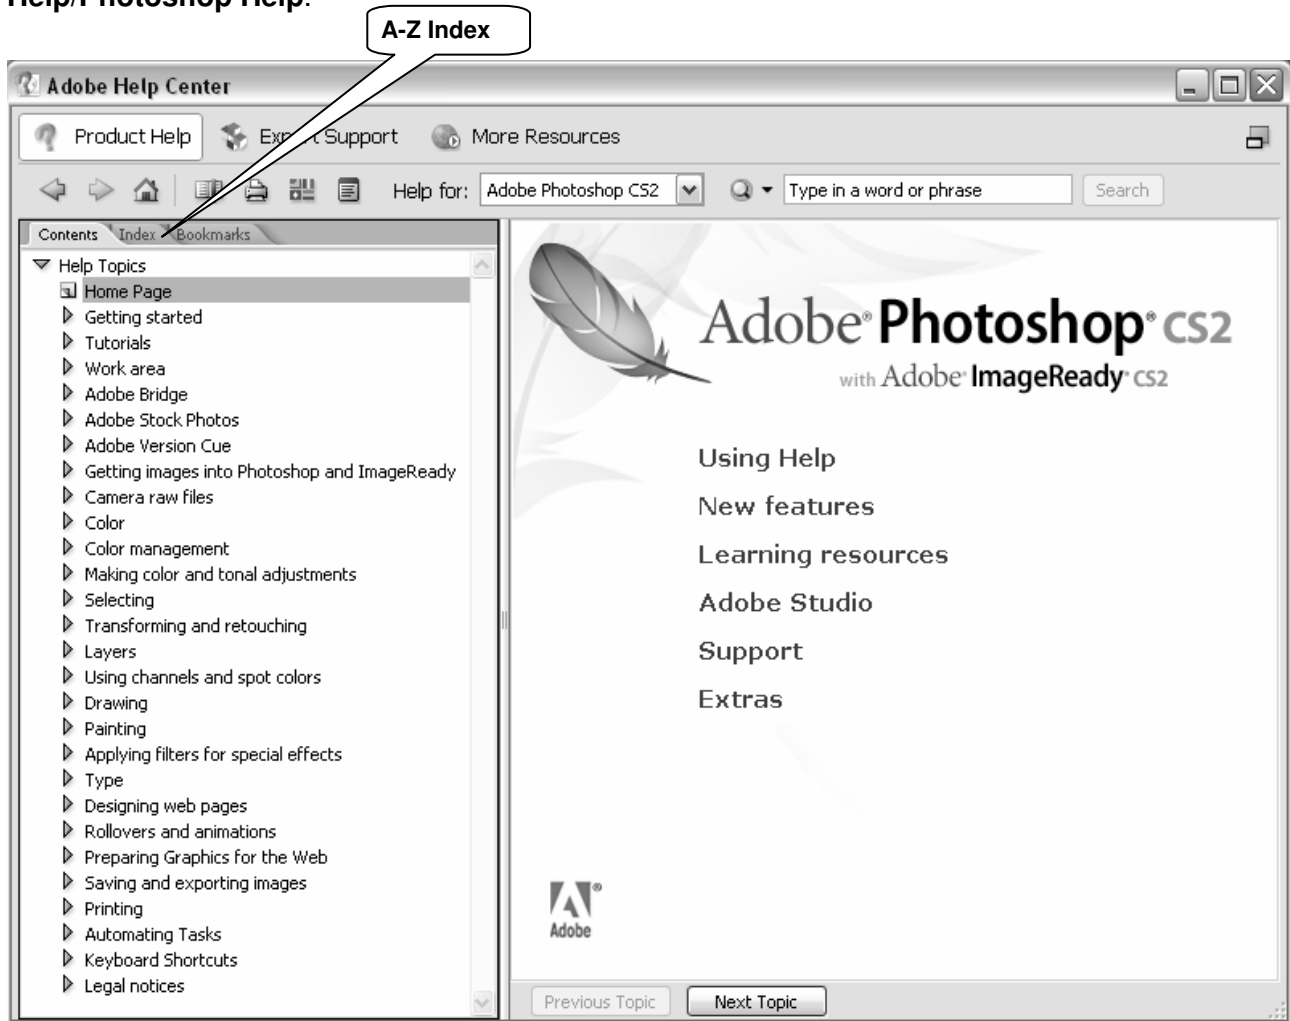 Help/Photoshop Help.
A-Z Index
Adobe Help Center
Product Help Expert Support More Resources
Help for: Adobe Photoshop CS2 Type in a word or phrase Search
Contents Index Bookmarks
Help Topics
Home Page
Getting started
Tutorials
Work area
Adobe Bridge
Adobe Stock Photos
Adobe Version Cue
Getting images into Photoshop and ImageReady
Camera raw files
Color
Color management
Making color and tonal adjustments
Selecting
Transforming and retouching
Layers
Using channels and spot colors
Drawing
Painting
Applying filters for special effects
Type
Designing web pages
Rollovers and animations
Preparing Graphics for the Web
Saving and exporting images
Printing
Automating Tasks
Keyboard Shortcuts
Legal notices
Adobe® Photoshop® CS2
with Adobe® ImageReady® CS2
Using Help
New features
Learning resources
Adobe Studio
Support
Extras
Adobe®
Previous Topic Next Topic